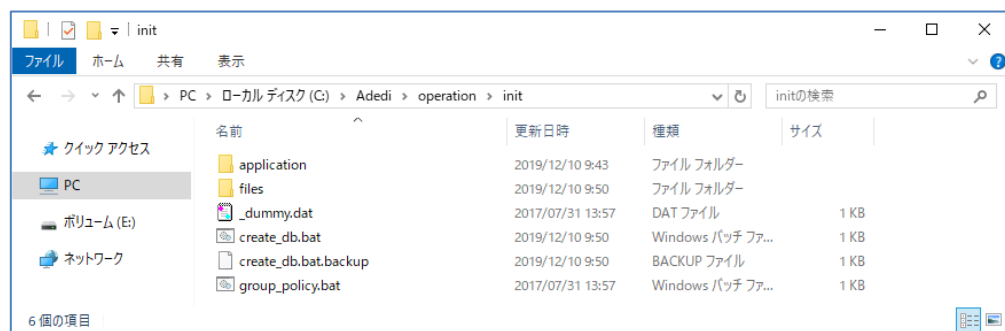 init
ファイル ホーム 共有 表示
PC › ローカル ディスク (C:) › Adedi › operation › init initの検索
名前 更新日時 種類 サイズ
クイック アクセス
PC
ボリューム (E:)
ネットワーク
application 2019/12/10 9:43 ファイル フォルダー
files 2019/12/10 9:50 ファイル フォルダー
_dummy.dat 2017/07/31 13:57 DAT ファイル 1 KB
create_db.bat 2019/12/10 9:50 Windows バッチ ファ... 1 KB
create_db.bat.backup 2019/12/10 9:50 BACKUP ファイル 1 KB
group_policy.bat 2017/07/31 13:57 Windows バッチ ファ... 1 KB
6 個の項目